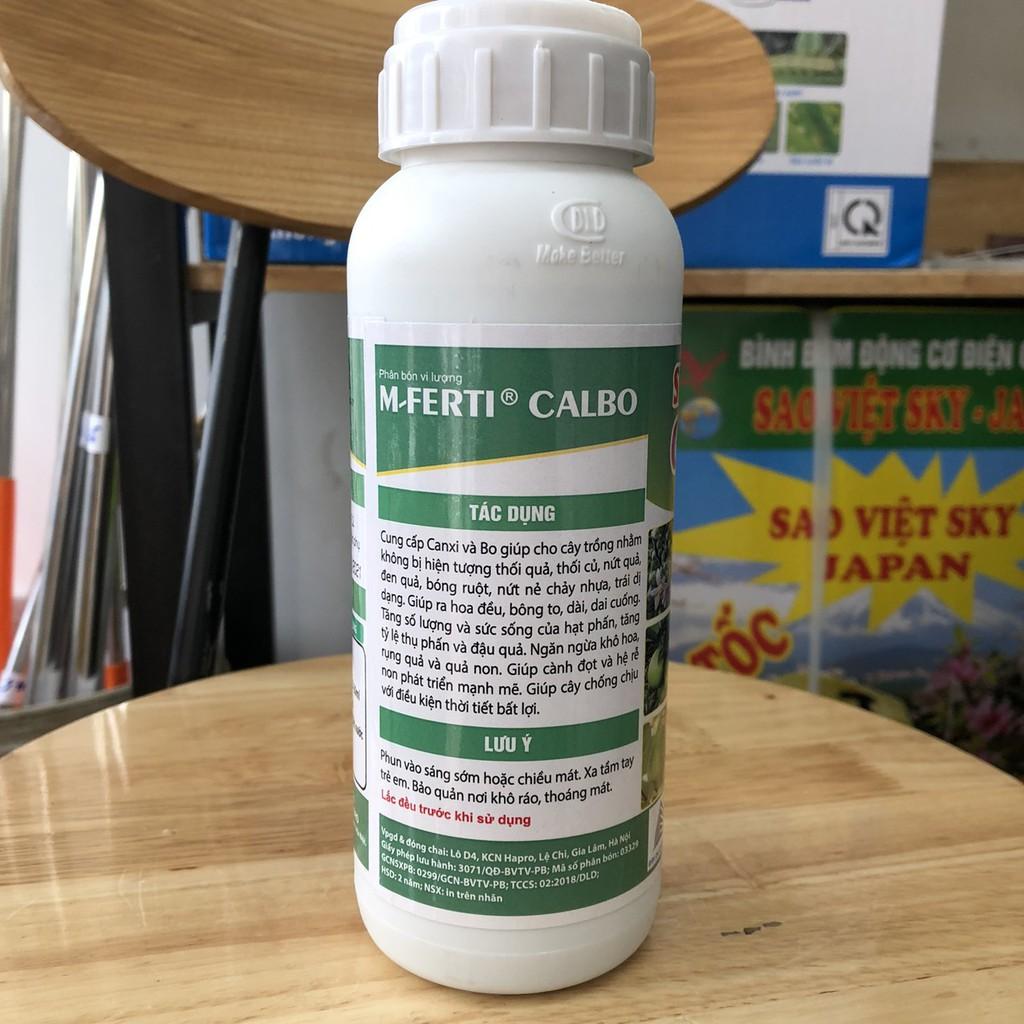 DLD
Make Better
Phân bón vi lượng
M-FERTI® CALBO
TÁC DỤNG
Cung cấp Canxi và Bo giúp cho cây trồng nhằm
không bị hiện tượng thối quả, thối củ, nứt quả,
đen quả, bóng ruột, nứt nẻ chảy nhựa, trái dị
dạng. Giúp ra hoa đều, bông to, dài, dai cuống.
Tăng số lượng và sức sống của hạt phấn, tăng
tỷ lệ thụ phấn và đậu quả. Ngăn ngừa khô hoa,
rụng quả và quả non. Giúp cành đọt và hệ rễ
non phát triển mạnh mẽ. Giúp cây chống chịu
với điều kiện thời tiết bất lợi.
LƯU Ý
Phun vào sáng sớm hoặc chiều mát. Xa tầm tay
trẻ em. Bảo quản nơi khô ráo, thoáng mát.
Lắc đều trước khi sử dụng
Vpgd & đóng chai: Lô D4, KCN Hapro, Lệ Chi, Gia Lâm, Hà Nội
Giấy phép lưu hành: 3071/QĐ-BVTV-PB; Mã số phân bón: 03329
GCNSXPB: 0299/GCN-BVTV-PB; TCCS: 02:2018/DLD;
HSD: 2 năm; NSX: in trên nhãn
BÌNH ĐỘNG CƠ ĐIỆN
SAO VIỆT SKY - JA
SAO VIỆT SKY
JAPAN
TỐC